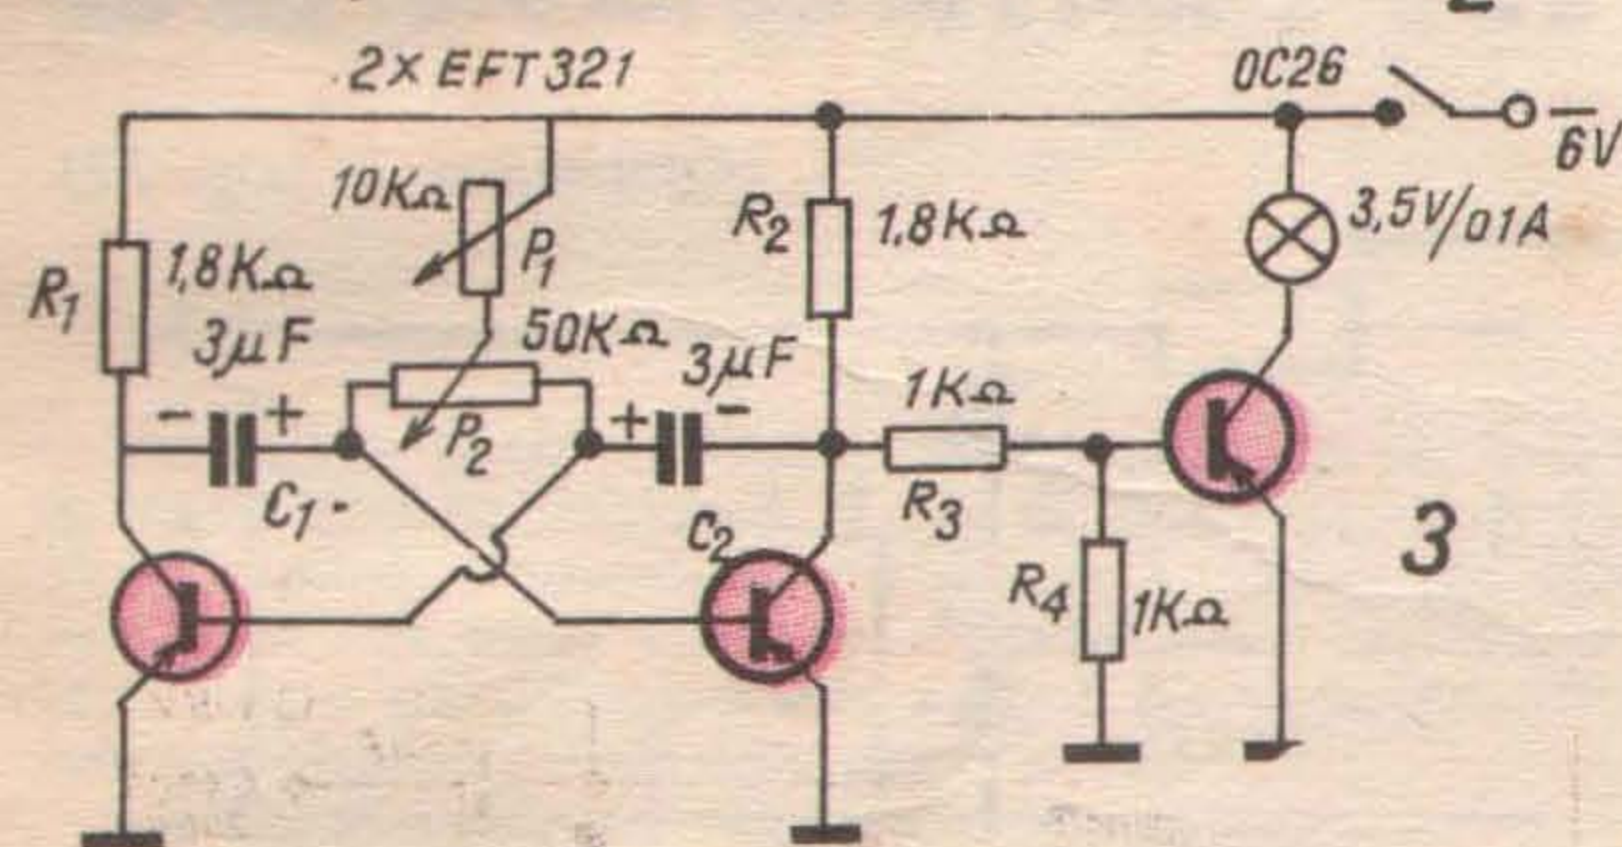 2
2X EFT321
OC26
6V
10KΩ
P1
R2
1,8KΩ
3,5V/01A
R1
1,8KΩ
3µF
50KΩ
3µF
1KΩ
- +
+ -
P2
C1
R3
C2
3
R4
1KΩ